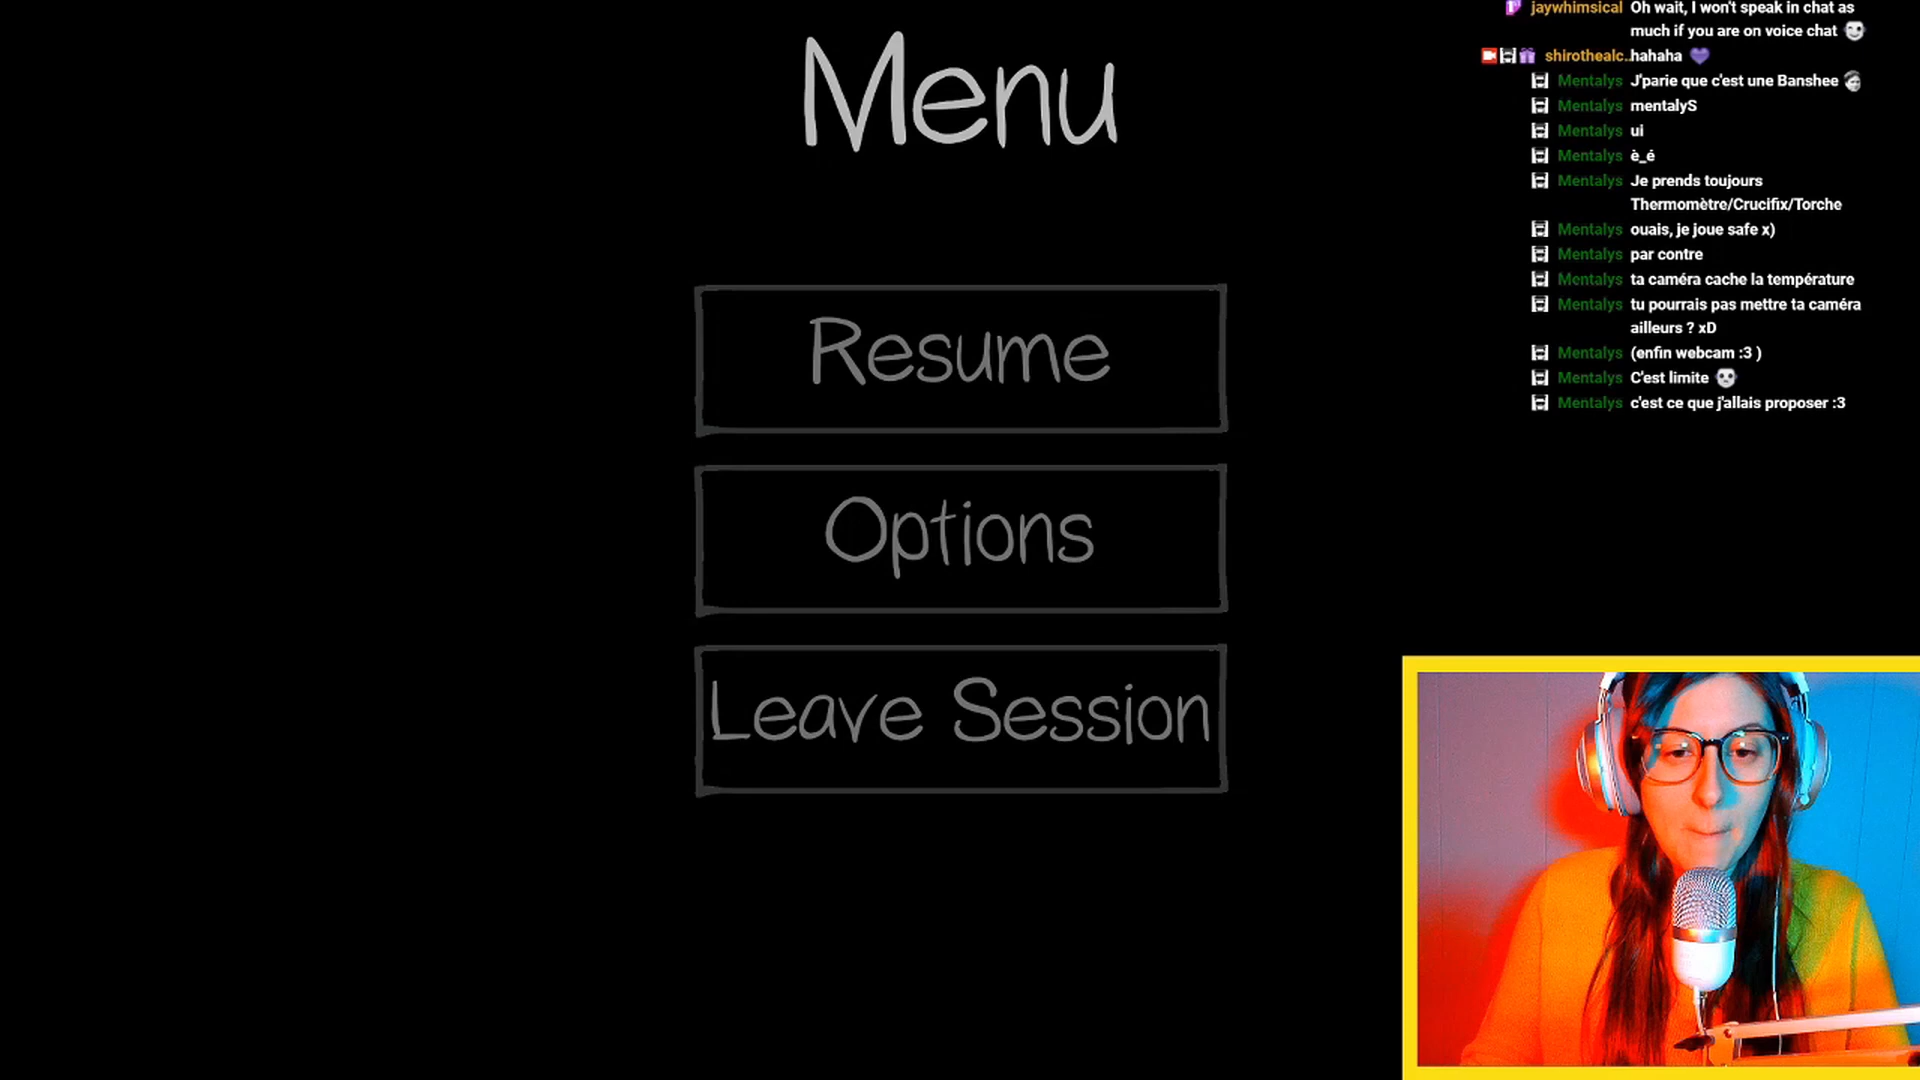 Menu
Resume
Options
Leave Session
jaywhimsical Oh wait, I won't speak in chat as
much if you are on voice chat
shirothealc.. hahaha
Mentalys J'parie que c'est une Banshee
Mentalys mentalyS
Mentalys ui
Mentalys è_é
Mentalys Je prends toujours
Thermomètre/Crucifix/Torche
Mentalys ouais, je joue safe x)
Mentalys par contre
Mentalys ta caméra cache la température
Mentalys tu pourrais pas mettre ta caméra
ailleurs ? xD
Mentalys (enfin webcam :3 )
Mentalys C'est limite
Mentalys c'est ce que j'allais proposer :3